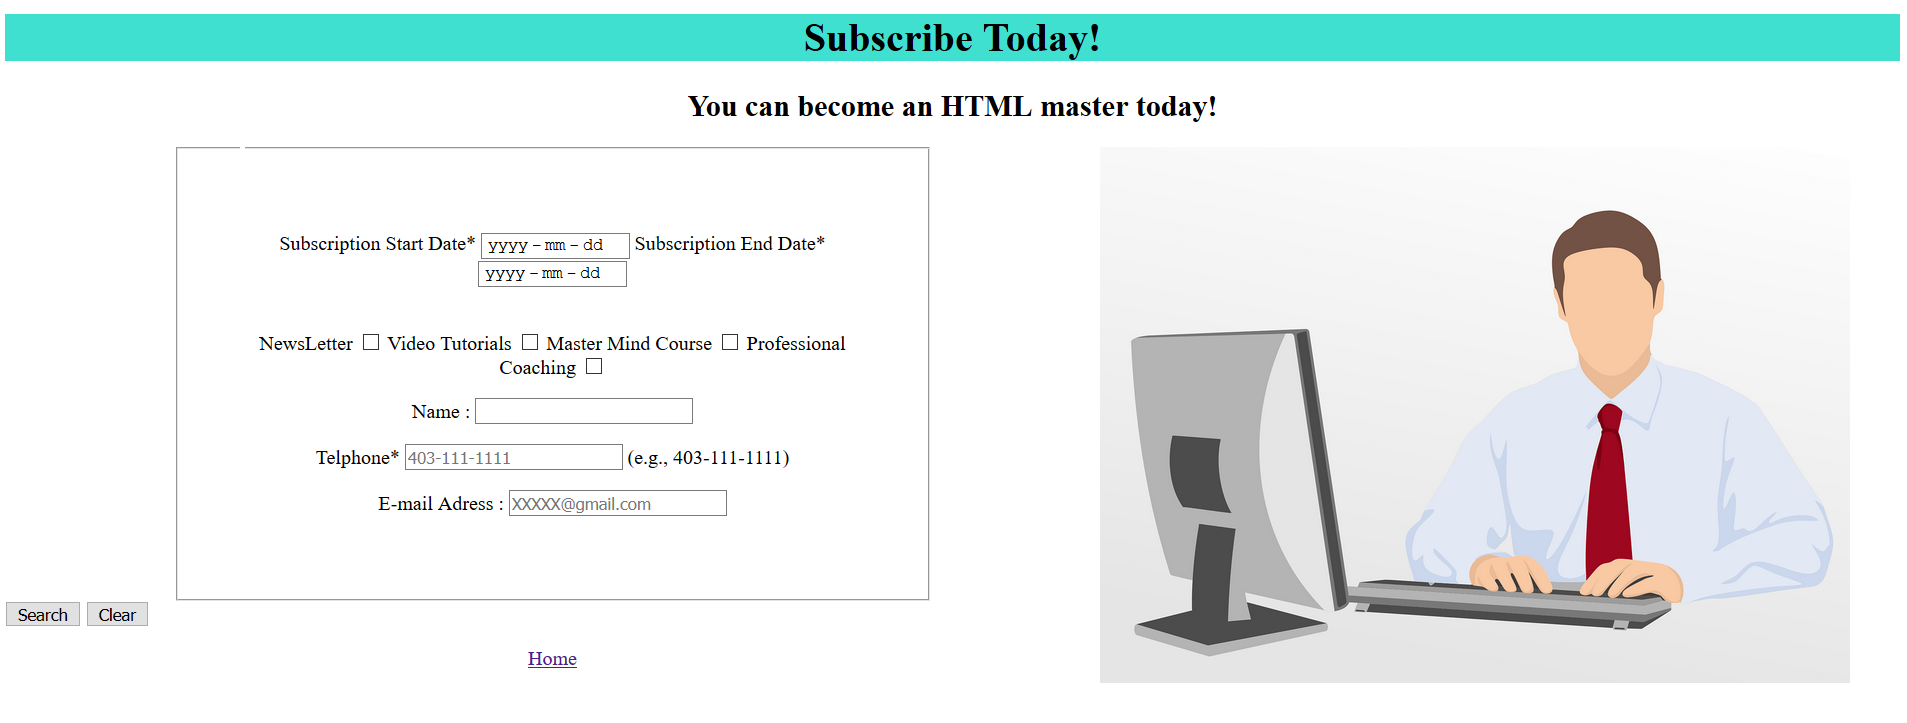 Subscribe Today!
You can become an HTML master today!
Subscription Start Date* yyyy - mm - dd Subscription End Date*
yyyy - mm - dd
NewsLetter Video Tutorials Master Mind Course Professional
Coaching
Name :
Telphone* 403-111-1111 (e.g., 403-111-1111)
E-mail Adress : XXXXX@gmail.com
Search Clear
Home